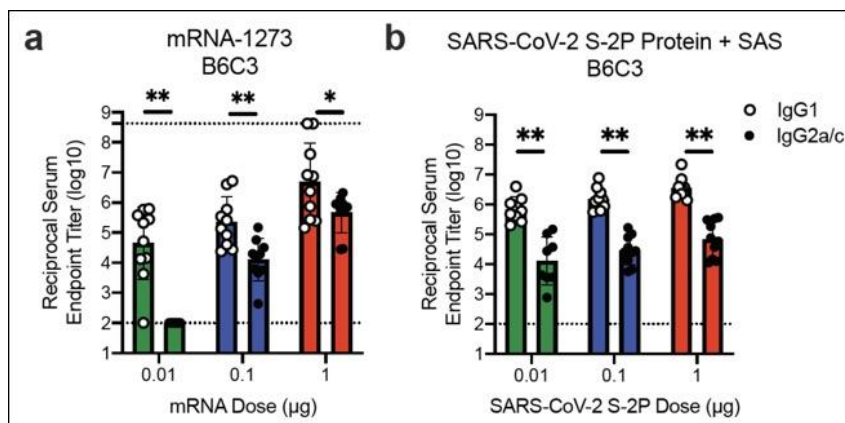 a
mRNA-1273
B6C3
** ** *
9
8
7
6
5
4
3
2
1
Reciprocal Serum
Endpoint Titer (log10)
0.01 0.1 1
mRNA Dose (µg)
b
SARS-CoV-2 S-2P Protein + SAS
B6C3
** ** **
9
8
7
6
5
4
3
2
1
Reciprocal Serum
Endpoint Titer (log10)
0.01 0.1 1
SARS-CoV-2 S-2P Dose (µg)
IgG1
IgG2a/c